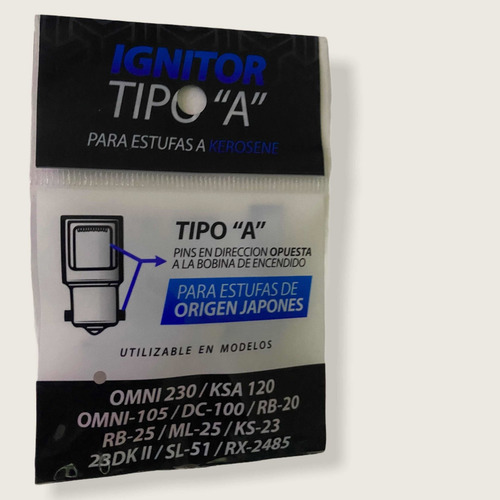 IGNITOR
TIPO "A"
PARA ESTUFAS A KEROSENE
TIPO "A"
PINS EN DIRECCION OPUESTA
A LA BOBINA DE ENCENDIDO
PARA ESTUFAS DE
ORIGEN JAPONES
UTILIZABLE EN MODELOS
OMNI 230 / KSA 120
OMNI-105 / DC-100 / RB-20
RB-25 / ML-25 / KS-23
23DK II / SL-51 / RX-2485